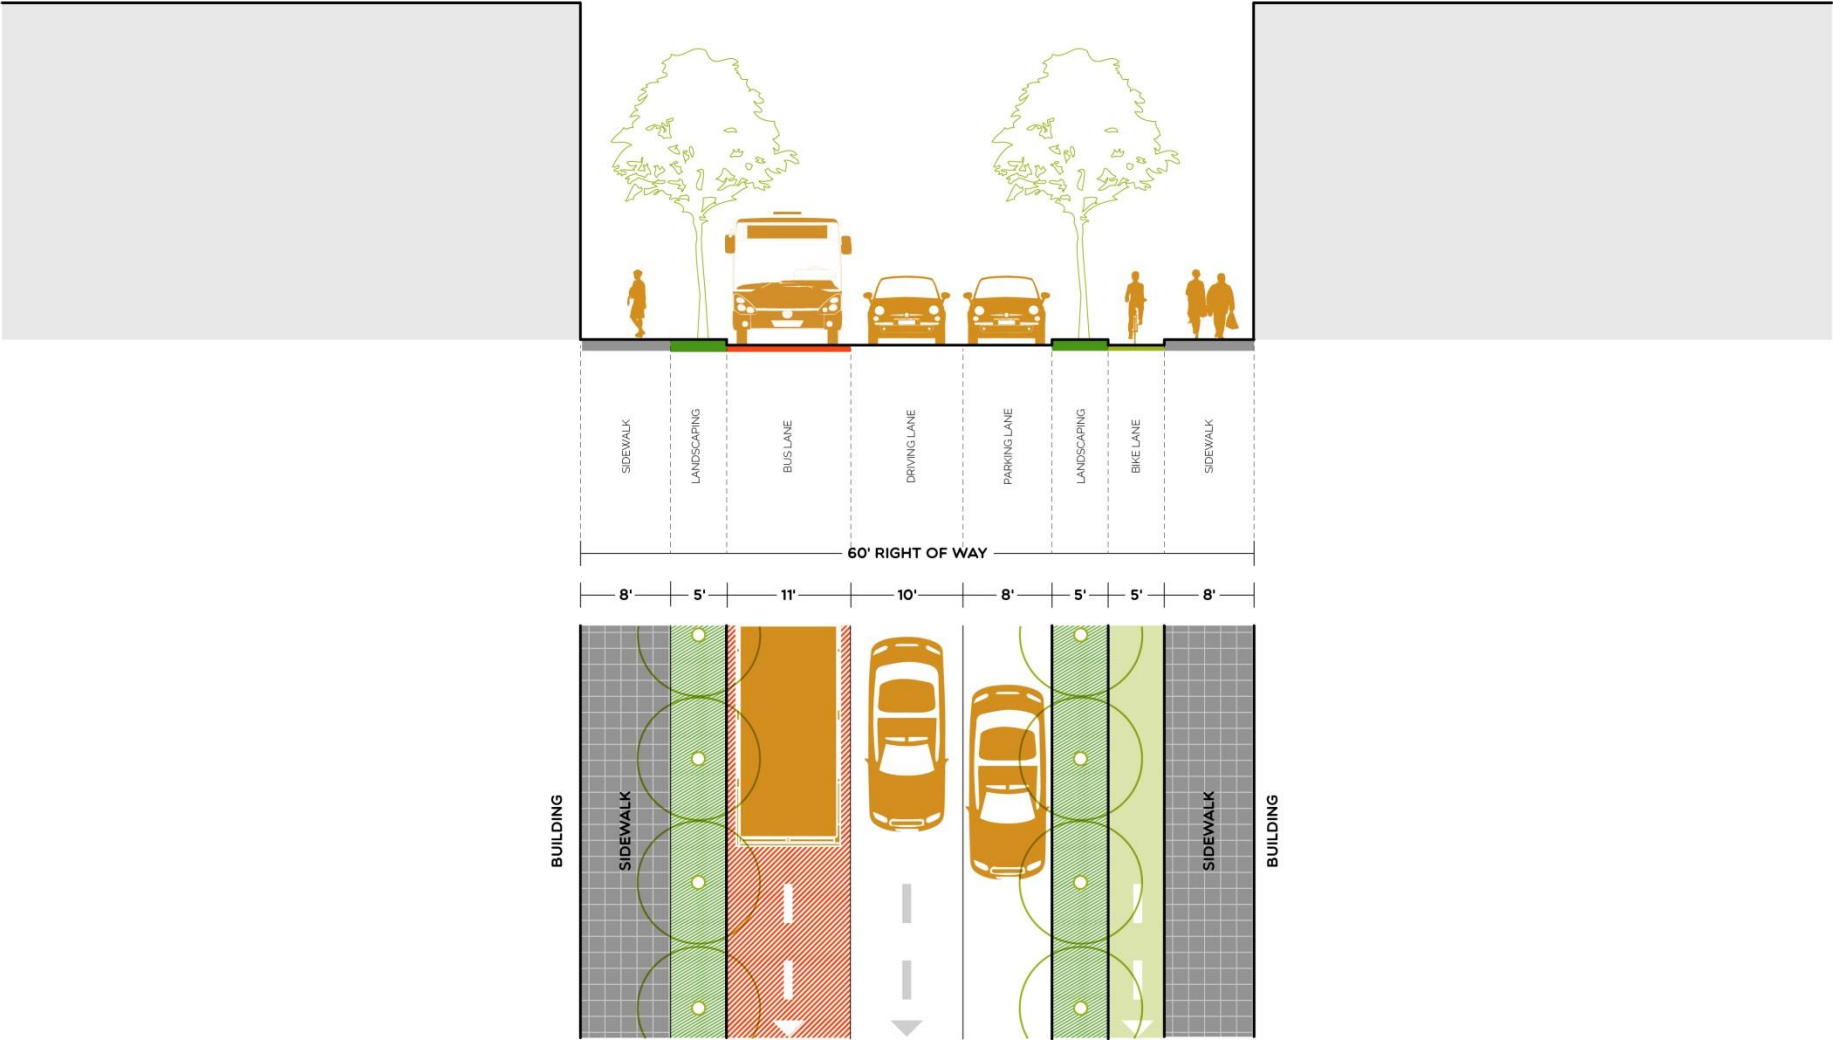 SIDEWALK
LANDSCAPING
BUS LANE
DRIVING LANE
PARKING LANE
LANDSCAPING
BIKE LANE
SIDEWALK
60' RIGHT OF WAY
8'
5'
11'
10'
8'
5'
5'
8'
BUILDING
SIDEWALK
SIDEWALK
BUILDING